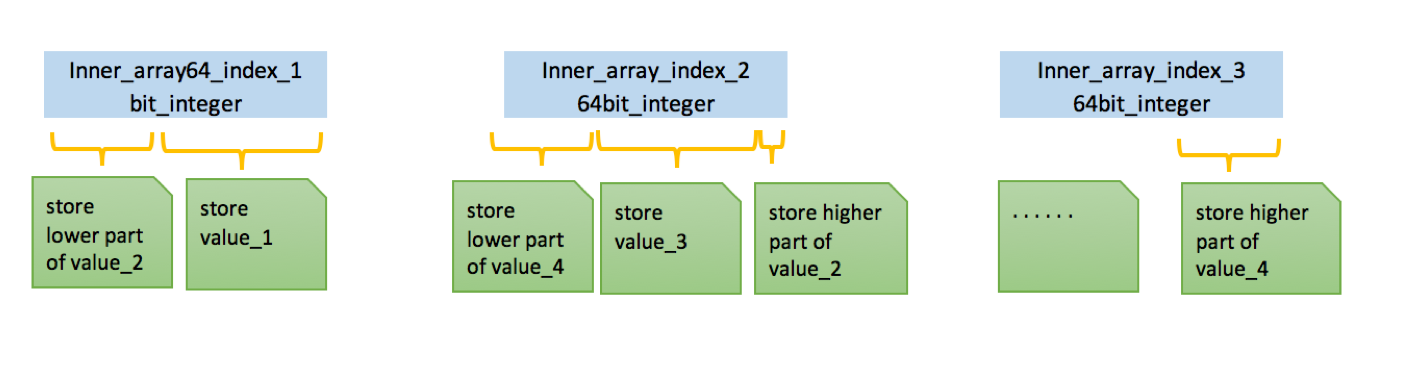 Inner_array64_index_1
bit_integer
Inner_array_index_2
64bit_integer
Inner_array_index_3
64bit_integer
store
lower part
of value_2
store
value_1
store
lower part
of value_4
store
value_3
store higher
part of
value_2
......
store higher
part of
value_4